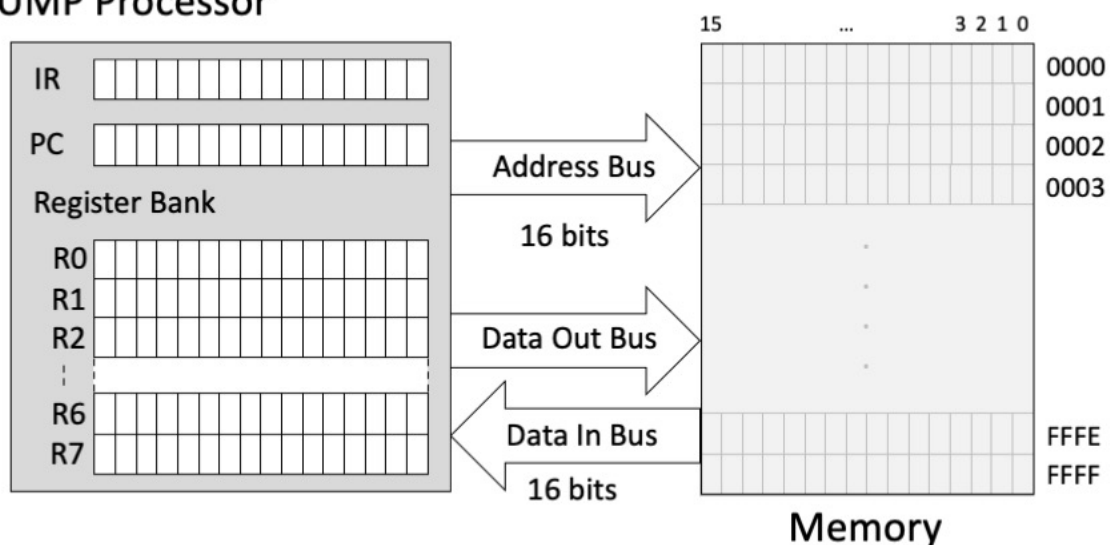 UMP Processor
IR
PC
Register Bank
R0
R1
R2
R6
R7
Address Bus
16 bits
Data Out Bus
Data In Bus
16 bits
15 ... 3 2 1 0
0000
0001
0002
0003
FFFE
FFFF
Memory